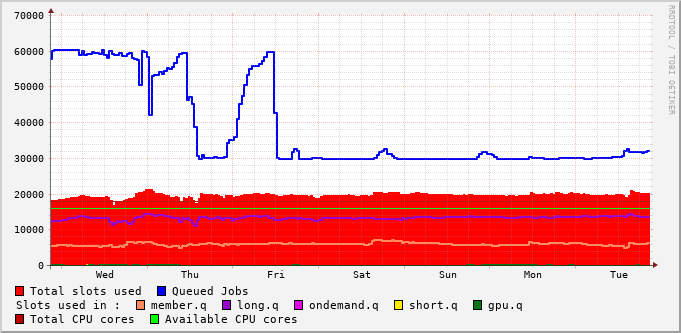 70000
60000
50000
40000
30000
20000
10000
0
Wed Thu Fri Sat Sun Mon Tue
RRDTOOL / TOBI OETIKER
Total slots used Queued Jobs
Slots used in : member.q long.q ondemand.q short.q gpu.q
Total CPU cores Available CPU cores